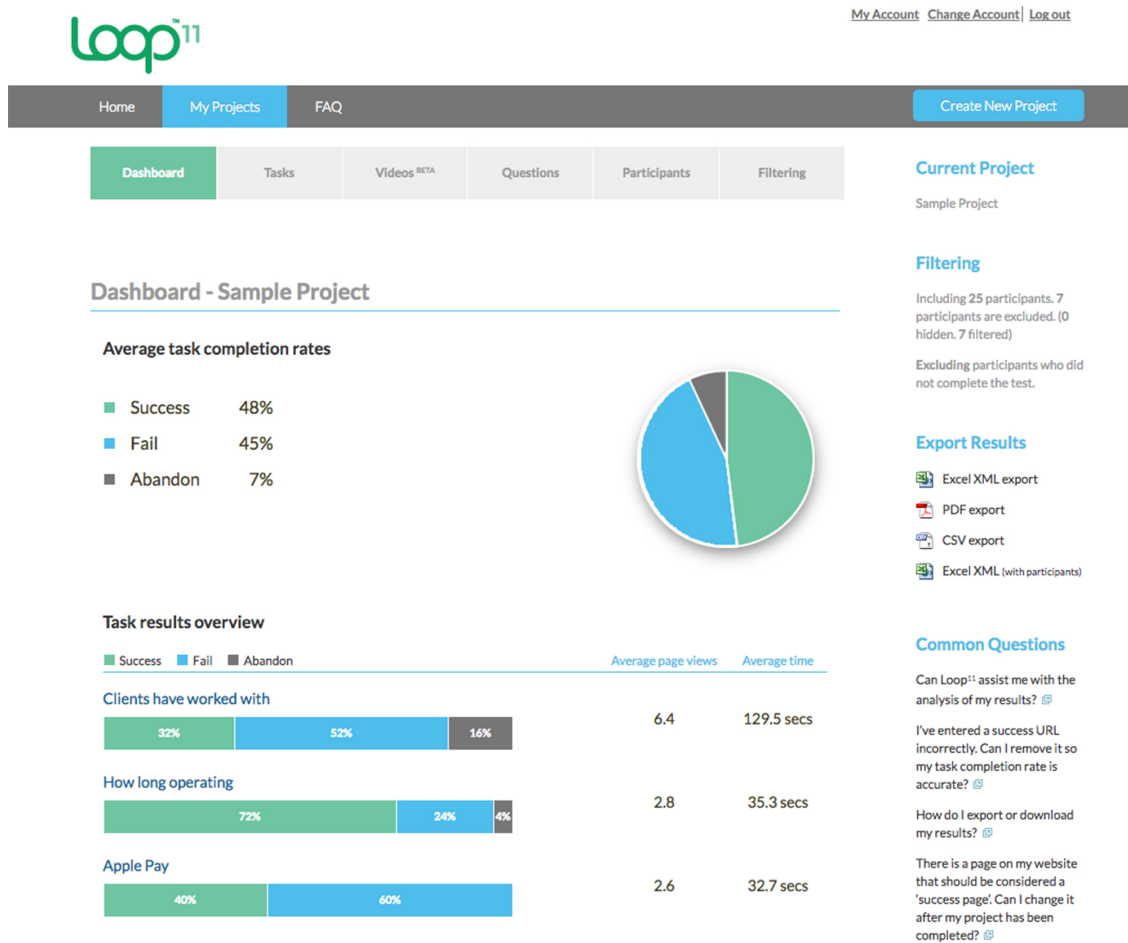 My Account Change Account Log out
Loop™11
Home My Projects FAQ Create New Project
Dashboard Tasks Videos BETA Questions Participants Filtering
Dashboard - Sample Project
Average task completion rates
Success 48%
Fail 45%
Abandon 7%
Task results overview
Success Fail Abandon Average page views Average time
Clients have worked with
32% 52% 16% 6.4 129.5 secs
How long operating
72% 24% 4% 2.8 35.3 secs
Apple Pay
40% 60% 2.6 32.7 secs
Current Project
Sample Project
Filtering
Including 25 participants. 7
participants are excluded. (0
hidden. 7 filtered)
Excluding participants who did
not complete the test.
Export Results
Excel XML export
PDF export
CSV export
Excel XML (with participants)
Common Questions
Can Loop¹¹ assist me with the
analysis of my results?
I've entered a success URL
incorrectly. Can I remove it so
my task completion rate is
accurate?
How do I export or download
my results?
There is a page on my website
that should be considered a
'success page'. Can I change it
after my project has been
completed?